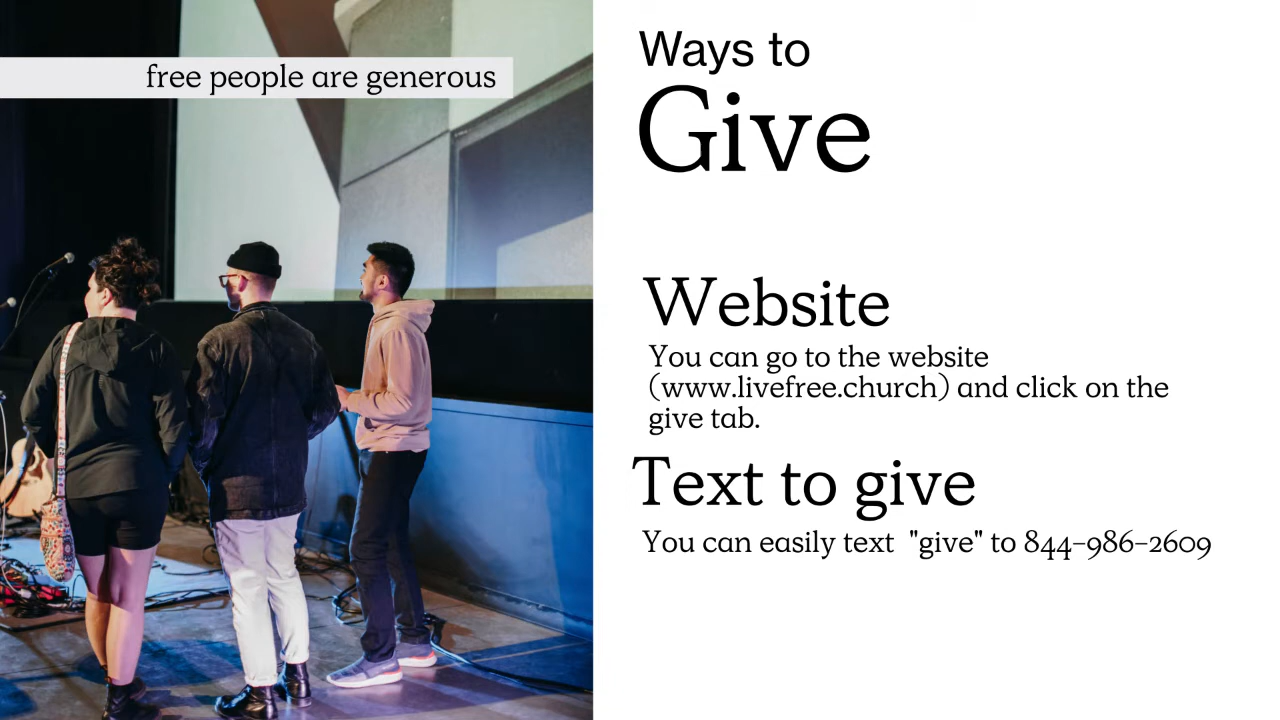 free people are generous
Ways to
Give
Website
You can go to the website
(www.livefree.church) and click on the
give tab.
Text to give
You can easily text  "give" to 844-986-2609